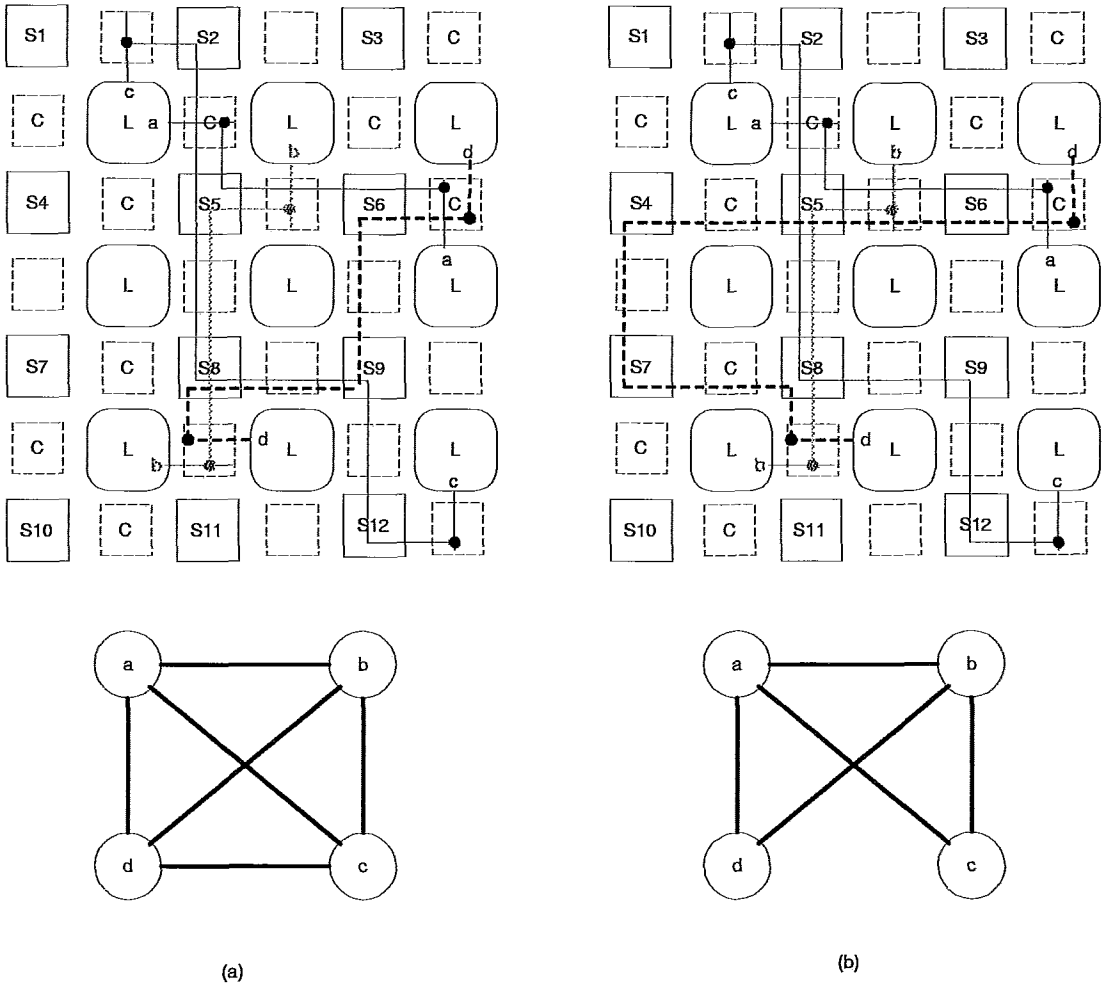 S1 S2 S3 C
c
C L a C L C L
b d
S4 C S5 S6 C
a
L L L
S7 C S8 S9
C L d L L
b
c
S10 C S11 S12
a b
d c
(a)
S1 S2 S3 C
c
C L a C L C L
b d
S4 C S5 S6 C
a
L L L
S7 C S8 S9
C L d L L
c
S10 C S11 S12
a b
d c
(b)